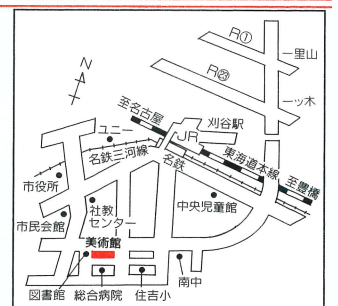 R①
一里山
R㉓
一ッ木
N
至名古屋
刈谷駅
JR
ユニー
名鉄三河線
名鉄
東海道本線
至豊橋
市役所
社教
センター
中央児童館
市民会館
美術館
図書館
総合病院
住吉小
南中